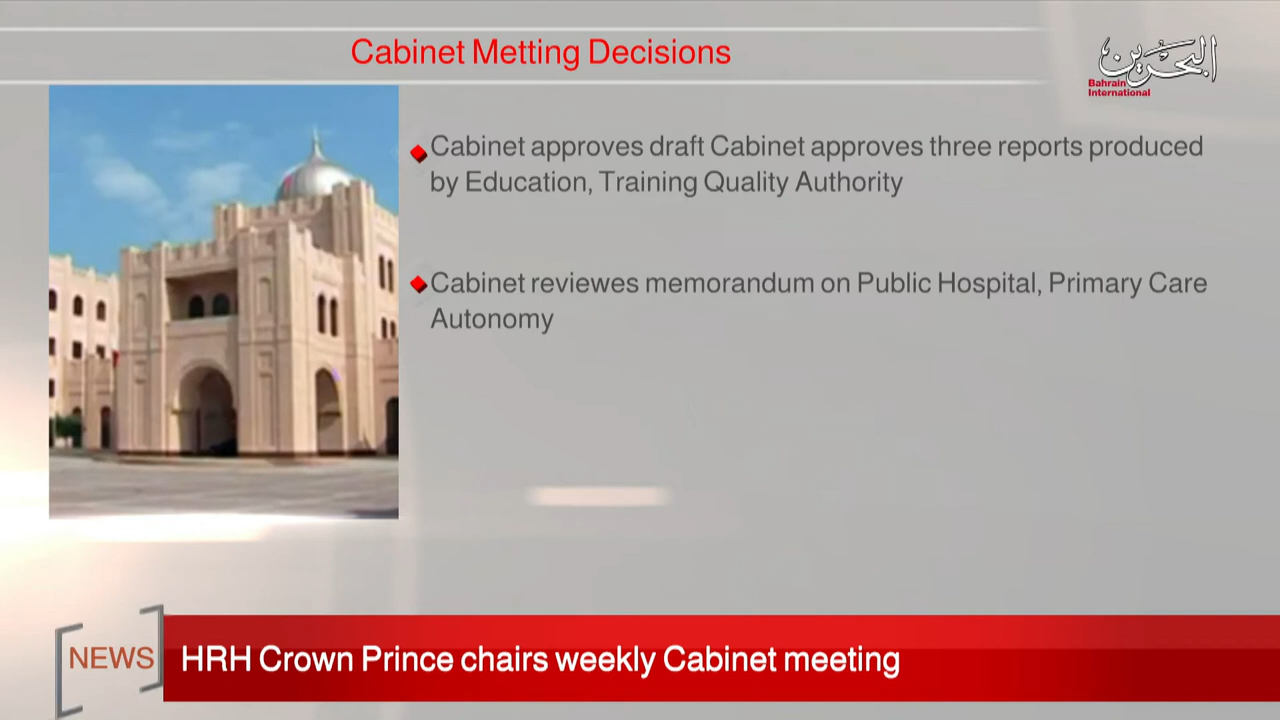 Cabinet Metting Decisions
البحرين
Bahrain
International
Cabinet approves draft Cabinet approves three reports produced
by Education, Training Quality Authority
Cabinet reviewes memorandum on Public Hospital, Primary Care
Autonomy
NEWS
HRH Crown Prince chairs weekly Cabinet meeting